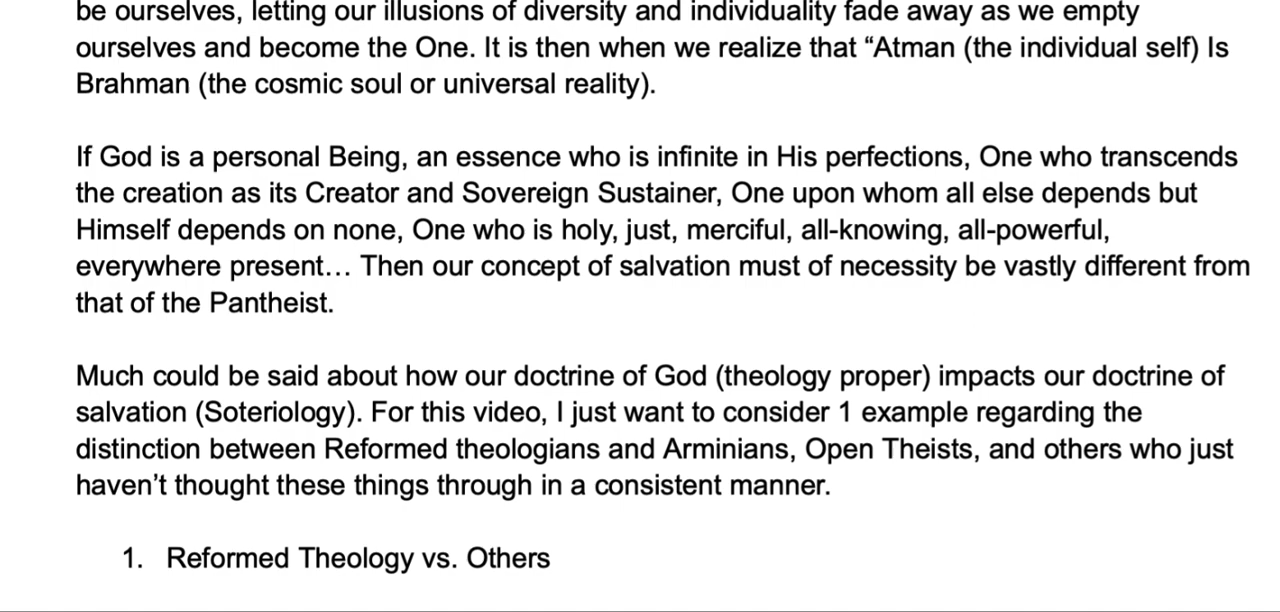 be ourselves, letting our illusions of diversity and individuality fade away as we empty
ourselves and become the One. It is then when we realize that “Atman (the individual self) Is
Brahman (the cosmic soul or universal reality).
If God is a personal Being, an essence who is infinite in His perfections, One who transcends
the creation as its Creator and Sovereign Sustainer, One upon whom all else depends but
Himself depends on none, One who is holy, just, merciful, all-knowing, all-powerful,
everywhere present… Then our concept of salvation must of necessity be vastly different from
that of the Pantheist.
Much could be said about how our doctrine of God (theology proper) impacts our doctrine of
salvation (Soteriology). For this video, I just want to consider 1 example regarding the
distinction between Reformed theologians and Arminians, Open Theists, and others who just
haven’t thought these things through in a consistent manner.
1. Reformed Theology vs. Others